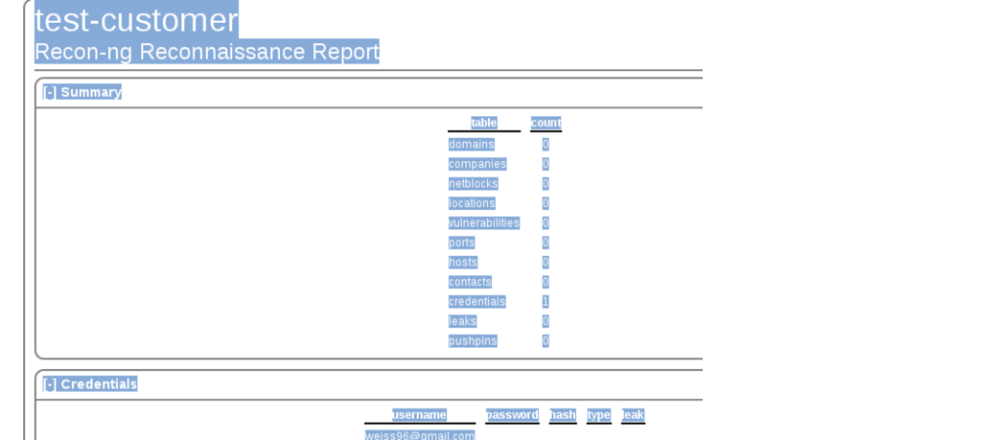 test-customer
Recon-ng Reconnaissance Report
[-] Summary
table count
domains 0
companies 0
netblocks 0
locations 0
vulnerabilities 0
ports 0
hosts 0
contacts 0
credentials 1
leaks 0
pushpins 0
[-] Credentials
username password hash type leak
weiss96@gmail.com